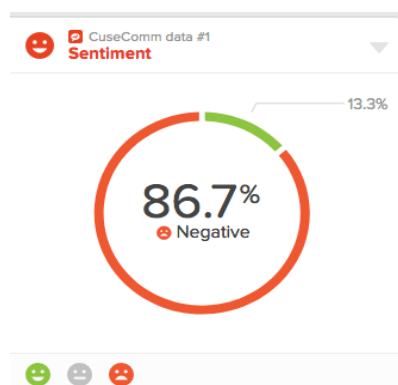 CuseComm data #1
Sentiment
13.3%
86.7%
Negative